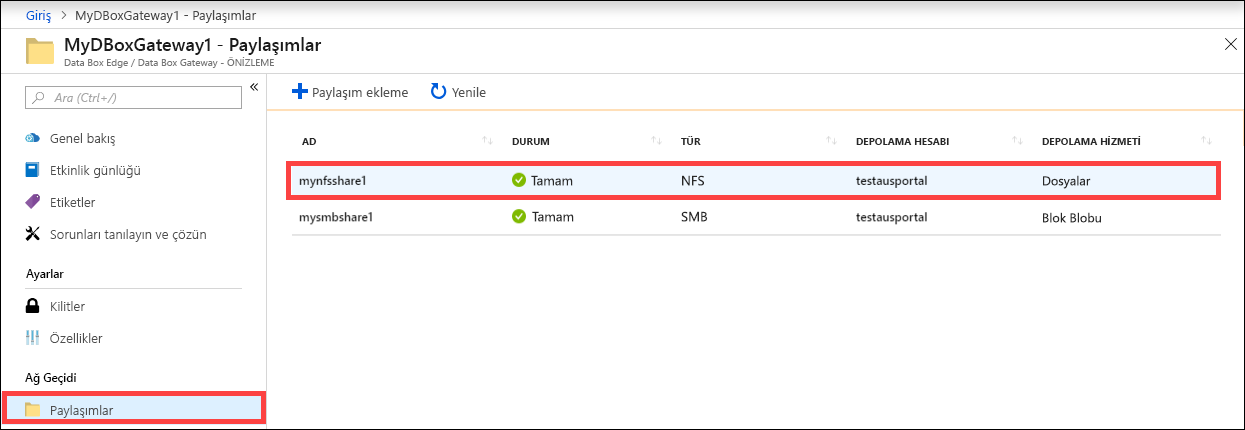 Giriş > MyDBoxGateway1 - Paylaşımlar
MyDBoxGateway1 - Paylaşımlar
Data Box Edge / Data Box Gateway - ÖNİZLEME
Ara (Ctrl+/)
Genel bakış
Etkinlik günlüğü
Etiketler
Sorunları tanılayın ve çözün
Ayarlar
Kilitler
Özellikler
Ağ Geçidi
Paylaşımlar
Paylaşım ekleme Yenile
AD DURUM TÜR DEPOLAMA HESABI DEPOLAMA HİZMETİ
mynfsshare1 Tamam NFS testausportal Dosyalar
mysmbshare1 Tamam SMB testausportal Blok Blobu